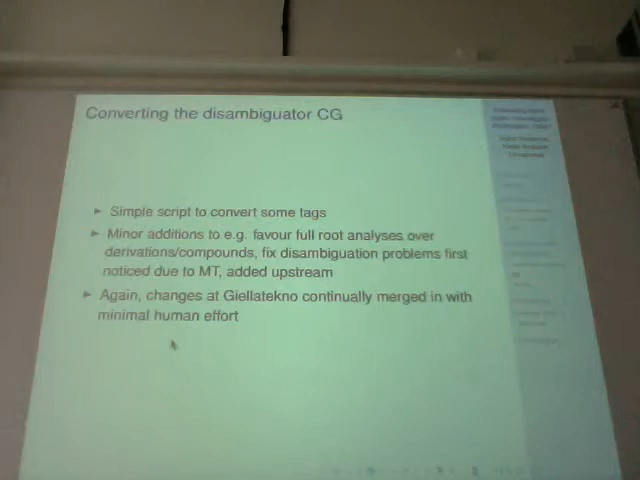 Converting the disambiguator CG
► Simple script to convert some tags
► Minor additions to e.g. favour full root analyses over
derivations/compounds, fix disambiguation problems first
noticed due to MT, added upstream
► Again, changes at Giellatekno continually merged in with
minimal human effort